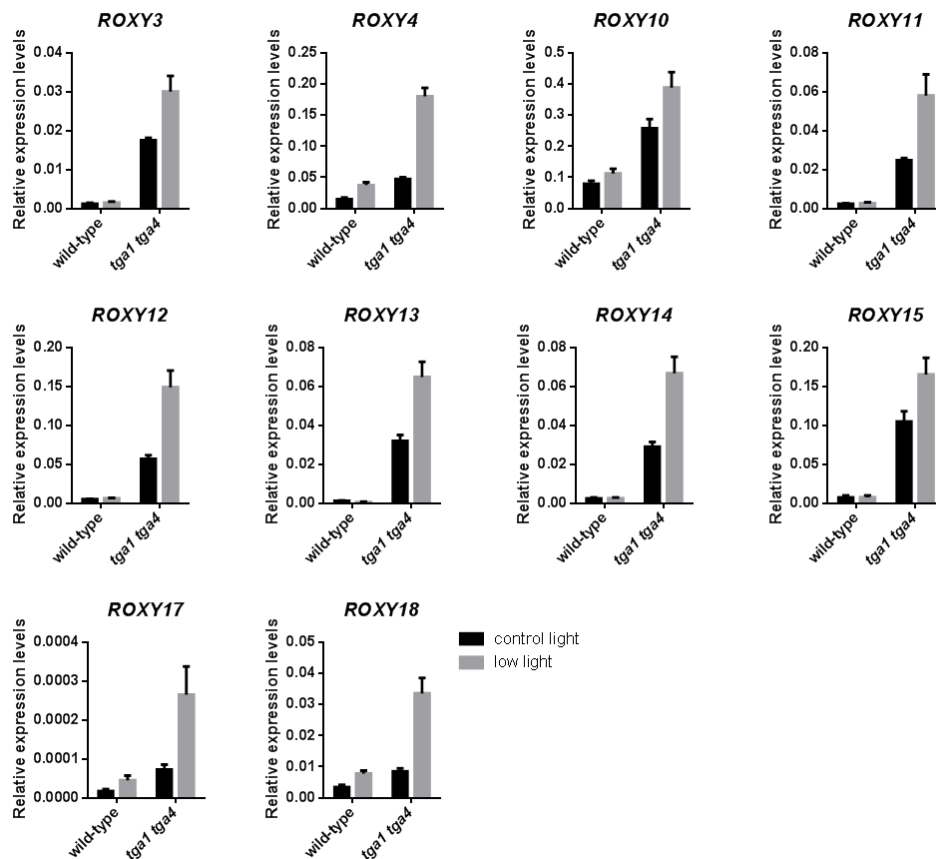 ROXY3
Relative expression levels
0.04
0.03
0.02
0.01
0.00
wild-type
tga1 tga4
ROXY4
Relative expression levels
0.20
0.15
0.10
0.05
0.00
wild-type
tga1 tga4
ROXY10
Relative expression levels
0.5
0.4
0.3
0.2
0.1
0.0
wild-type
tga1 tga4
ROXY11
Relative expression levels
0.08
0.06
0.04
0.02
0.00
wild-type
tga1 tga4
ROXY12
Relative expression levels
0.20
0.15
0.10
0.05
0.00
wild-type
tga1 tga4
ROXY13
Relative expression levels
0.08
0.06
0.04
0.02
0.00
wild-type
tga1 tga4
ROXY14
Relative expression levels
0.08
0.06
0.04
0.02
0.00
wild-type
tga1 tga4
ROXY15
Relative expression levels
0.20
0.15
0.10
0.05
0.00
wild-type
tga1 tga4
ROXY17
Relative expression levels
0.0004
0.0003
0.0002
0.0001
0.0000
wild-type
tga1 tga4
ROXY18
Relative expression levels
0.05
0.04
0.03
0.02
0.01
0.00
wild-type
tga1 tga4
control light
low light